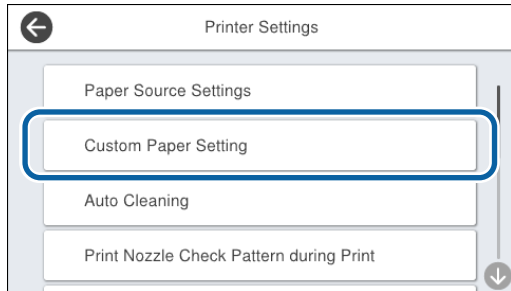 Printer Settings
Paper Source Settings
Custom Paper Setting
Auto Cleaning
Print Nozzle Check Pattern during Print